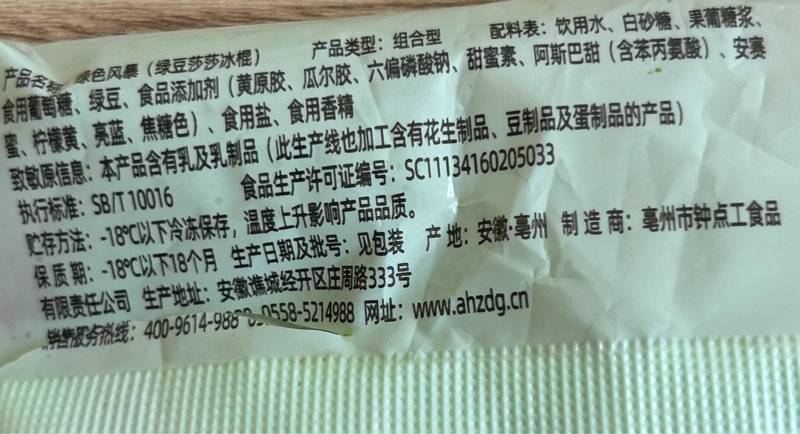 产品名称 绿色风暴（绿豆莎莎冰棍） 产品类型：组合型 配料表：饮用水、白砂糖、果葡糖浆、
食用葡萄糖、绿豆、食品添加剂（黄原胶、瓜尔胶、六偏磷酸钠、甜蜜素、阿斯巴甜（含苯丙氨酸）、安赛
蜜、柠檬黄、亮蓝、焦糖色）、食用盐、食用香精
致敏原信息：本产品含有乳及乳制品（此生产线也加工含有花生制品、豆制品及蛋制品的产品）
执行标准：SB/T 10016 食品生产许可证编号：SC11134160205033
贮存方法：-18℃以下冷冻保存，温度上升影响产品品质。
保质期：-18℃以下18个月 生产日期及批号：见包装 产地：安徽·亳州 制造商：亳州市钟点工食品
有限责任公司 生产地址：安徽谯城经开区庄周路333号
销售服务热线：400-9614-988 0558-5214988 网址：www.ahzdg.cn